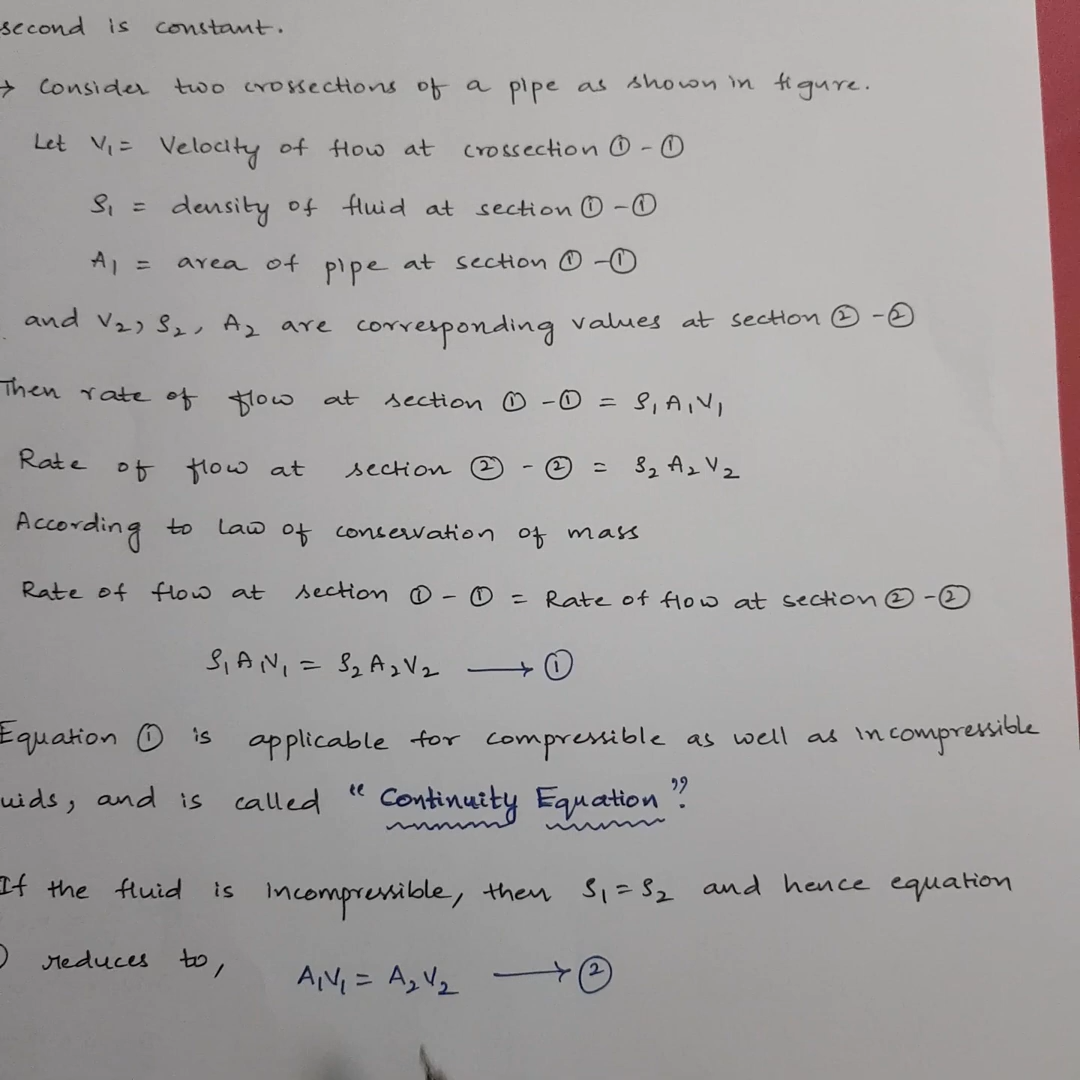 second is constant.
→ Consider two crossections of a pipe as shown in figure.
Let V₁ = Velocity of flow at crossection ① - ①
ρ₁ = density of fluid at section ① - ①
A₁ = area of pipe at section ① - ①
and V₂, ρ₂, A₂ are corresponding values at section ② - ②
Then rate of flow at section ① - ① = ρ₁A₁V₁
Rate of flow at section ② - ② = ρ₂A₂V₂
According to law of conservation of mass
Rate of flow at section ① - ① = Rate of flow at section ② - ②
ρ₁A₁V₁ = ρ₂A₂V₂ → ①
Equation ① is applicable for compressible as well as incompressible
uids, and is called "Continuity Equation".
If the fluid is incompressible, then ρ₁ = ρ₂ and hence equation
reduces to, A₁V₁ = A₂V₂ → ②